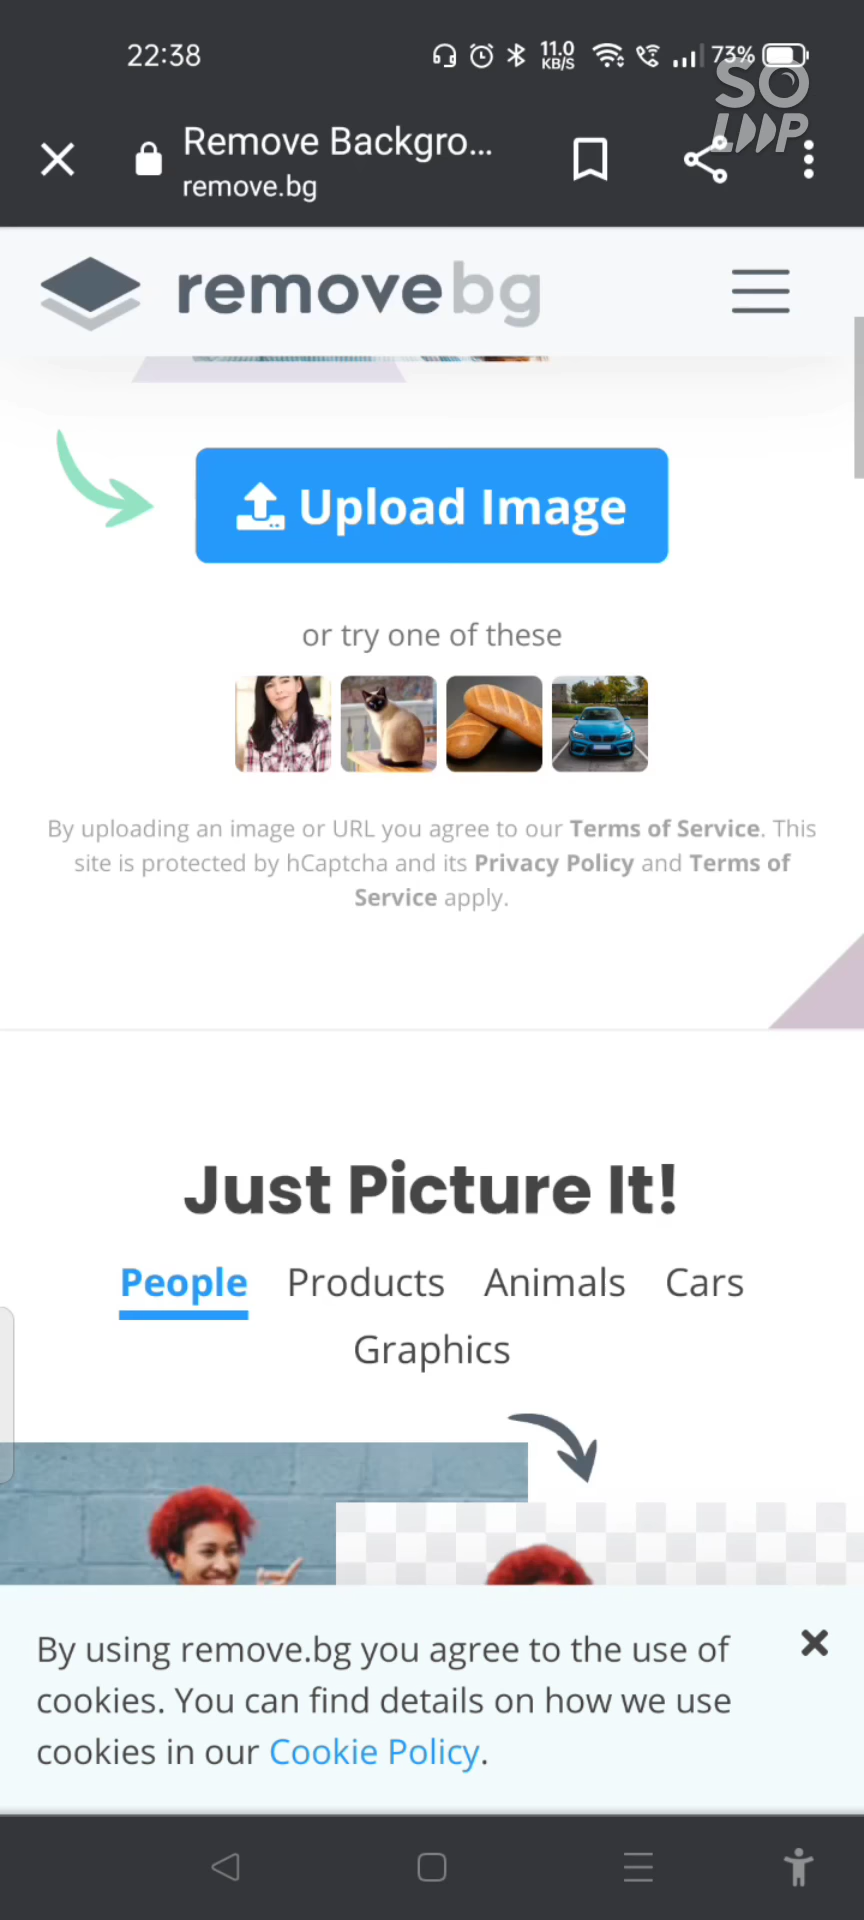 22:38
11.0
KB/S
73%
SO
LOOP
Remove Backgro...
remove.bg
removebg
Upload Image
or try one of these
By uploading an image or URL you agree to our Terms of Service. This
site is protected by hCaptcha and its Privacy Policy and Terms of
Service apply.
Just Picture It!
People Products Animals Cars
Graphics
By using remove.bg you agree to the use of
cookies. You can find details on how we use
cookies in our Cookie Policy.